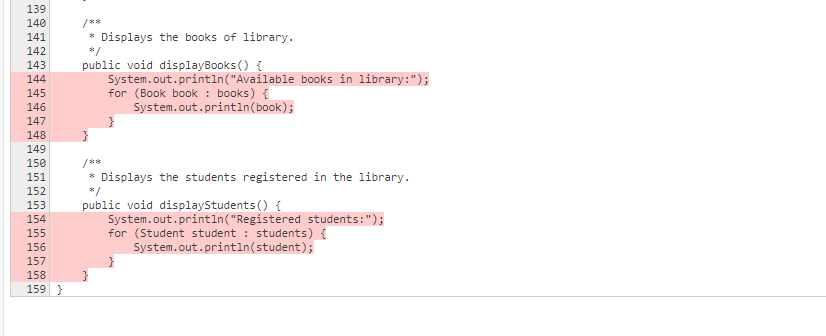 139
140 /**
141 * Displays the books of library.
142 */
143 public void displayBooks() {
144 System.out.println("Available books in library:");
145 for (Book book : books) {
146 System.out.println(book);
147 }
148 }
149
150 /**
151 * Displays the students registered in the library.
152 */
153 public void displayStudents() {
154 System.out.println("Registered students:");
155 for (Student student : students) {
156 System.out.println(student);
157 }
158 }
159 }